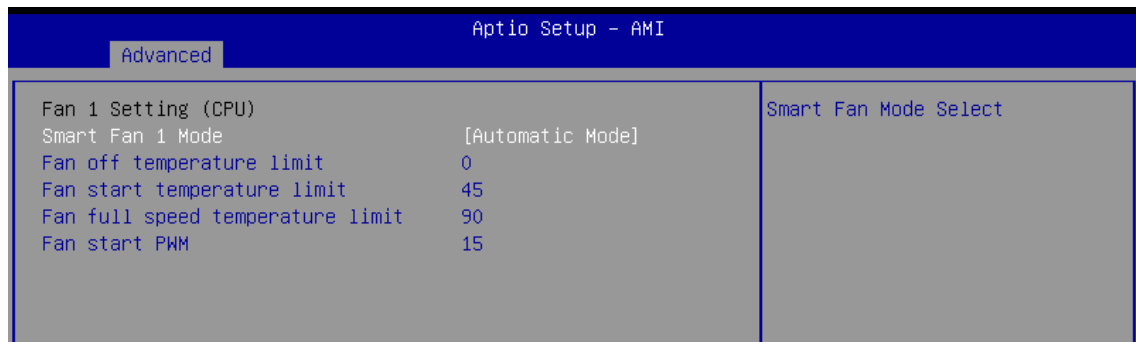 Aptio Setup – AMI
Advanced
Fan 1 Setting (CPU)
Smart Fan 1 Mode [Automatic Mode]
Fan off temperature limit 0
Fan start temperature limit 45
Fan full speed temperature limit 90
Fan start PWM 15
Smart Fan Mode Select